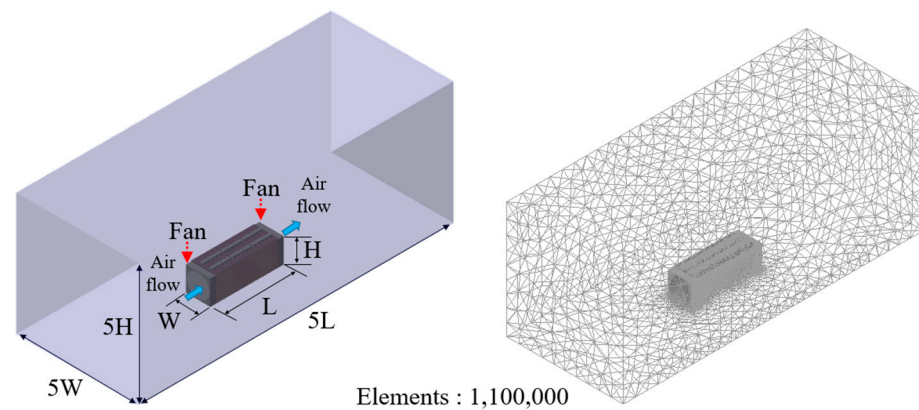 Fan
Air
flow
Fan
Air
flow
H
W
L
5H
5L
5W
Elements : 1,100,000